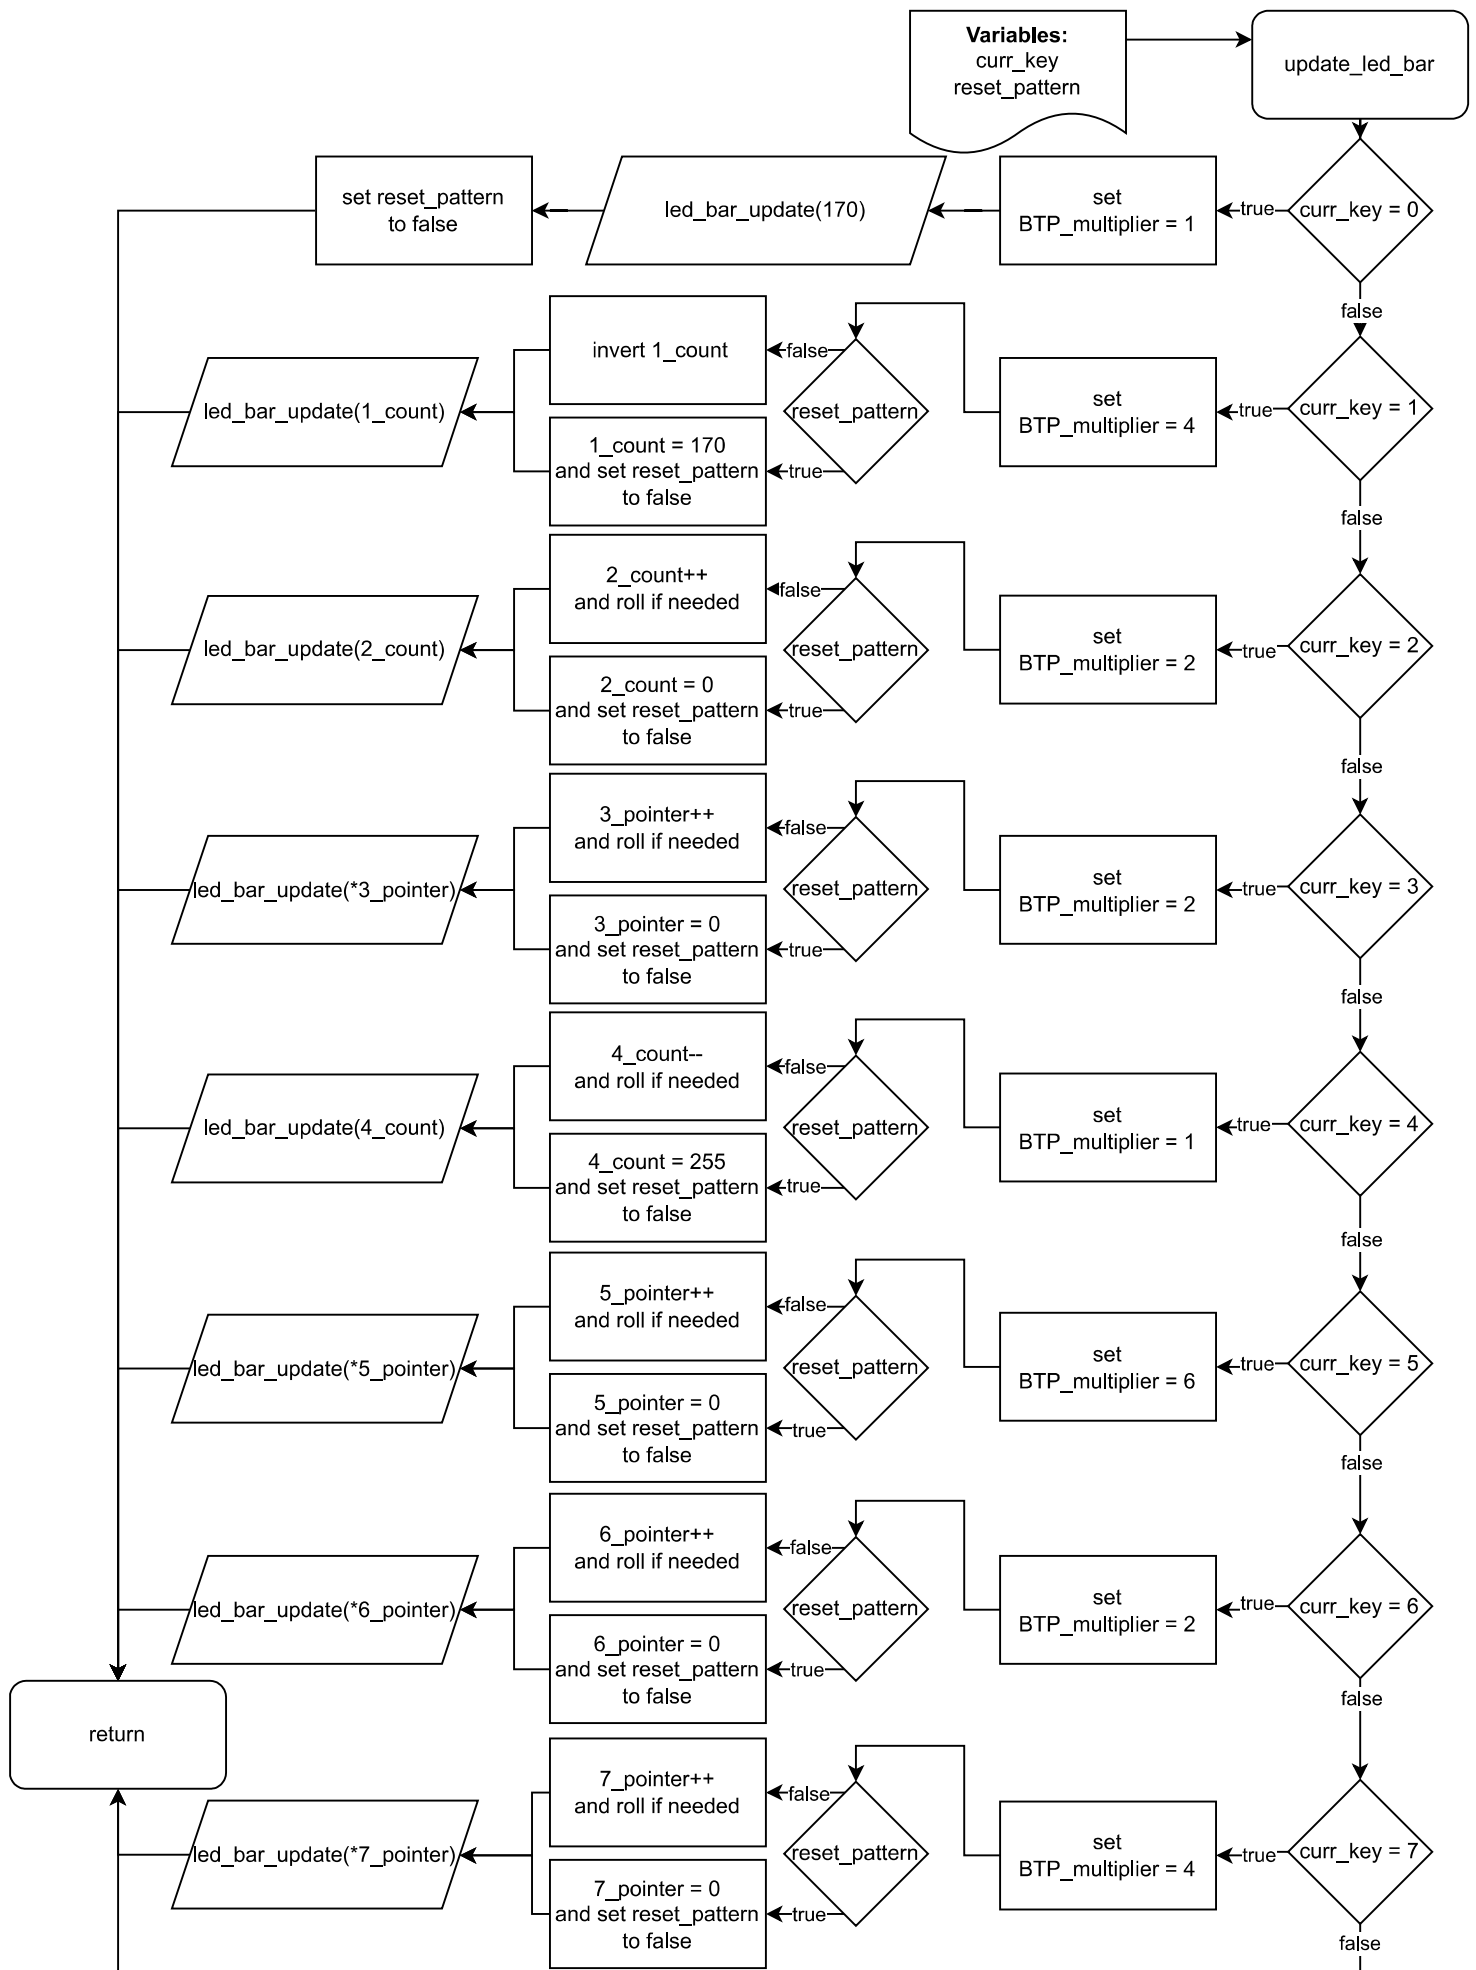 Variables:
curr_key
reset_pattern
update_led_bar
curr_key = 0
true
set
BTP_multiplier = 1
led_bar_update(170)
set reset_pattern
to false
false
curr_key = 1
true
set
BTP_multiplier = 4
reset_pattern
false
invert 1_count
true
1_count = 170
and set reset_pattern
to false
led_bar_update(1_count)
false
curr_key = 2
true
set
BTP_multiplier = 2
reset_pattern
false
2_count++
and roll if needed
true
2_count = 0
and set reset_pattern
to false
led_bar_update(2_count)
false
curr_key = 3
true
set
BTP_multiplier = 2
reset_pattern
false
3_pointer++
and roll if needed
true
3_pointer = 0
and set reset_pattern
to false
led_bar_update(*3_pointer)
false
curr_key = 4
true
set
BTP_multiplier = 1
reset_pattern
false
4_count--
and roll if needed
true
4_count = 255
and set reset_pattern
to false
led_bar_update(4_count)
false
curr_key = 5
true
set
BTP_multiplier = 6
reset_pattern
false
5_pointer++
and roll if needed
true
5_pointer = 0
and set reset_pattern
to false
led_bar_update(*5_pointer)
false
curr_key = 6
true
set
BTP_multiplier = 2
reset_pattern
false
6_pointer++
and roll if needed
true
6_pointer = 0
and set reset_pattern
to false
led_bar_update(*6_pointer)
false
curr_key = 7
true
set
BTP_multiplier = 4
reset_pattern
false
7_pointer++
and roll if needed
true
7_pointer = 0
and set reset_pattern
to false
led_bar_update(*7_pointer)
false
return